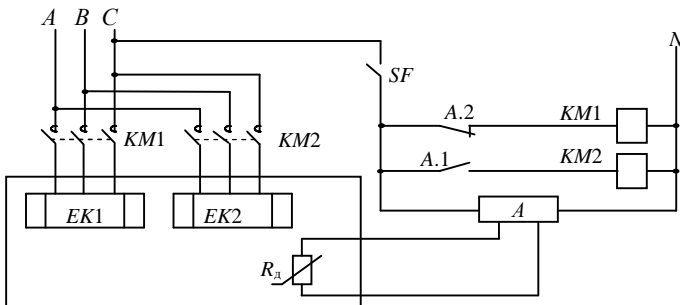 A B C
N
SF
A.2 KM1
KM1 KM2
A.1 KM2
EK1 EK2
A
Rд